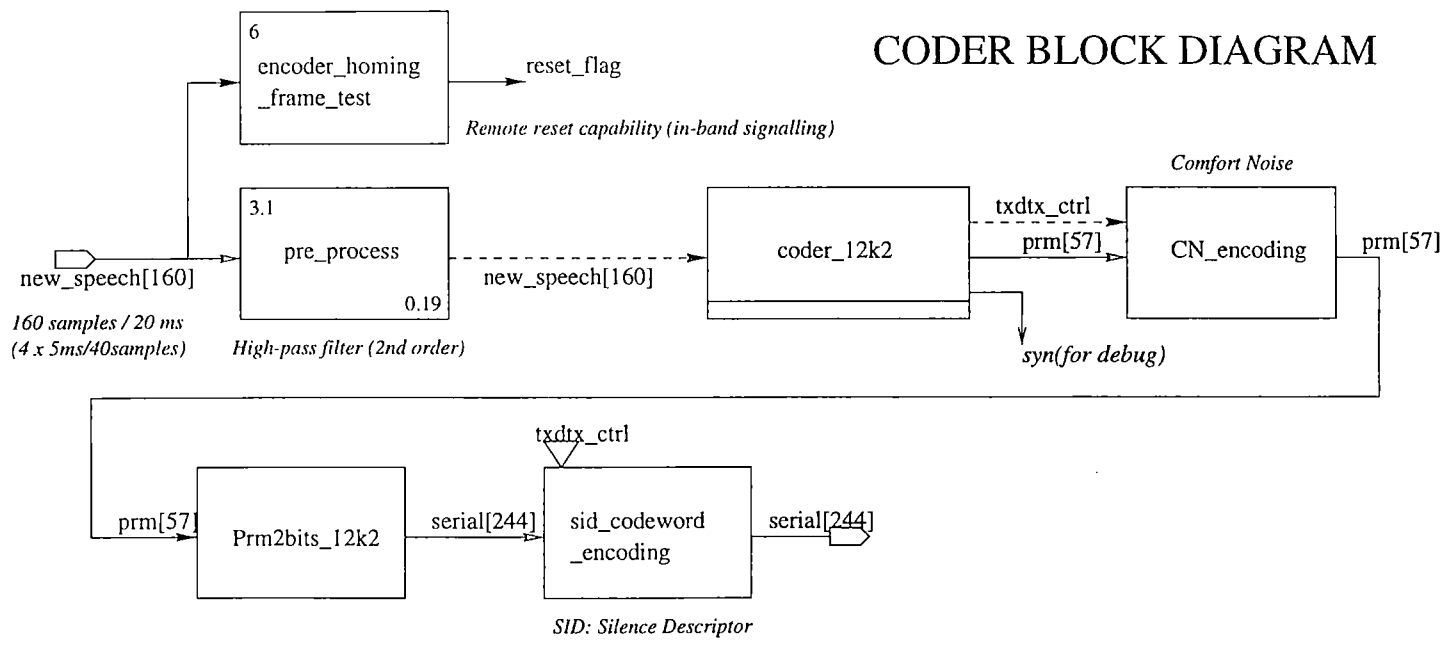 CODER BLOCK DIAGRAM
6
encoder_homing
_frame_test
reset_flag
Remote reset capability (in-band signalling)
Comfort Noise
3.1
pre_process
0.19
new_speech[160]
160 samples / 20 ms
(4 x 5ms/40samples)
High-pass filter (2nd order)
new_speech[160]
coder_12k2
txdtx_ctrl
prm[57]
syn(for debug)
CN_encoding
prm[57]
prm[57]
Prm2bits_12k2
serial[244]
txdtx_ctrl
sid_codeword
_encoding
serial[244]
SID: Silence Descriptor